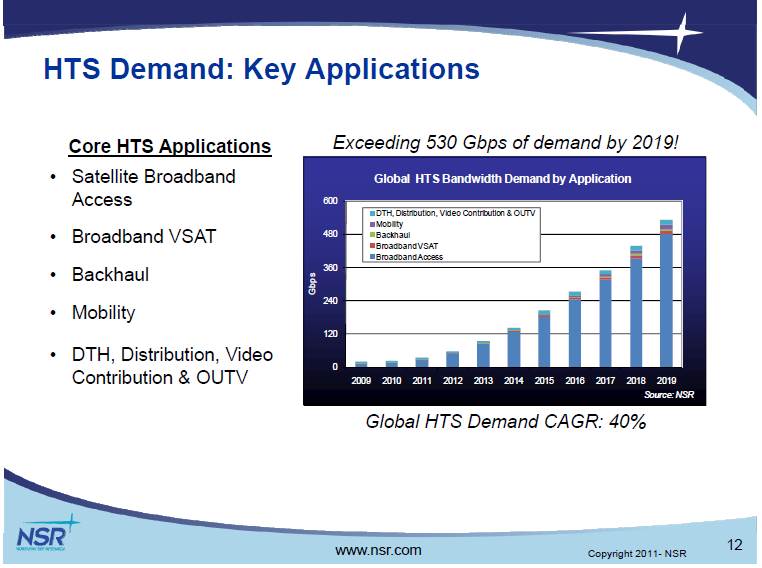 HTS Demand: Key Applications
Core HTS Applications
• Satellite Broadband
Access
• Broadband VSAT
• Backhaul
• Mobility
• DTH, Distribution, Video
Contribution & OUTV
Exceeding 530 Gbps of demand by 2019!
Global HTS Bandwidth Demand by Application
600
480
360
240
120
0
Gbps
DTH, Distribution, Video Contribution & OUTV
Mobility
Backhaul
Broadband VSAT
Broadband Access
2009 2010 2011 2012 2013 2014 2015 2016 2017 2018 2019
Source: NSR
Global HTS Demand CAGR: 40%
NSR
NORTHERN SKY RESEARCH
www.nsr.com
Copyright 2011- NSR
12